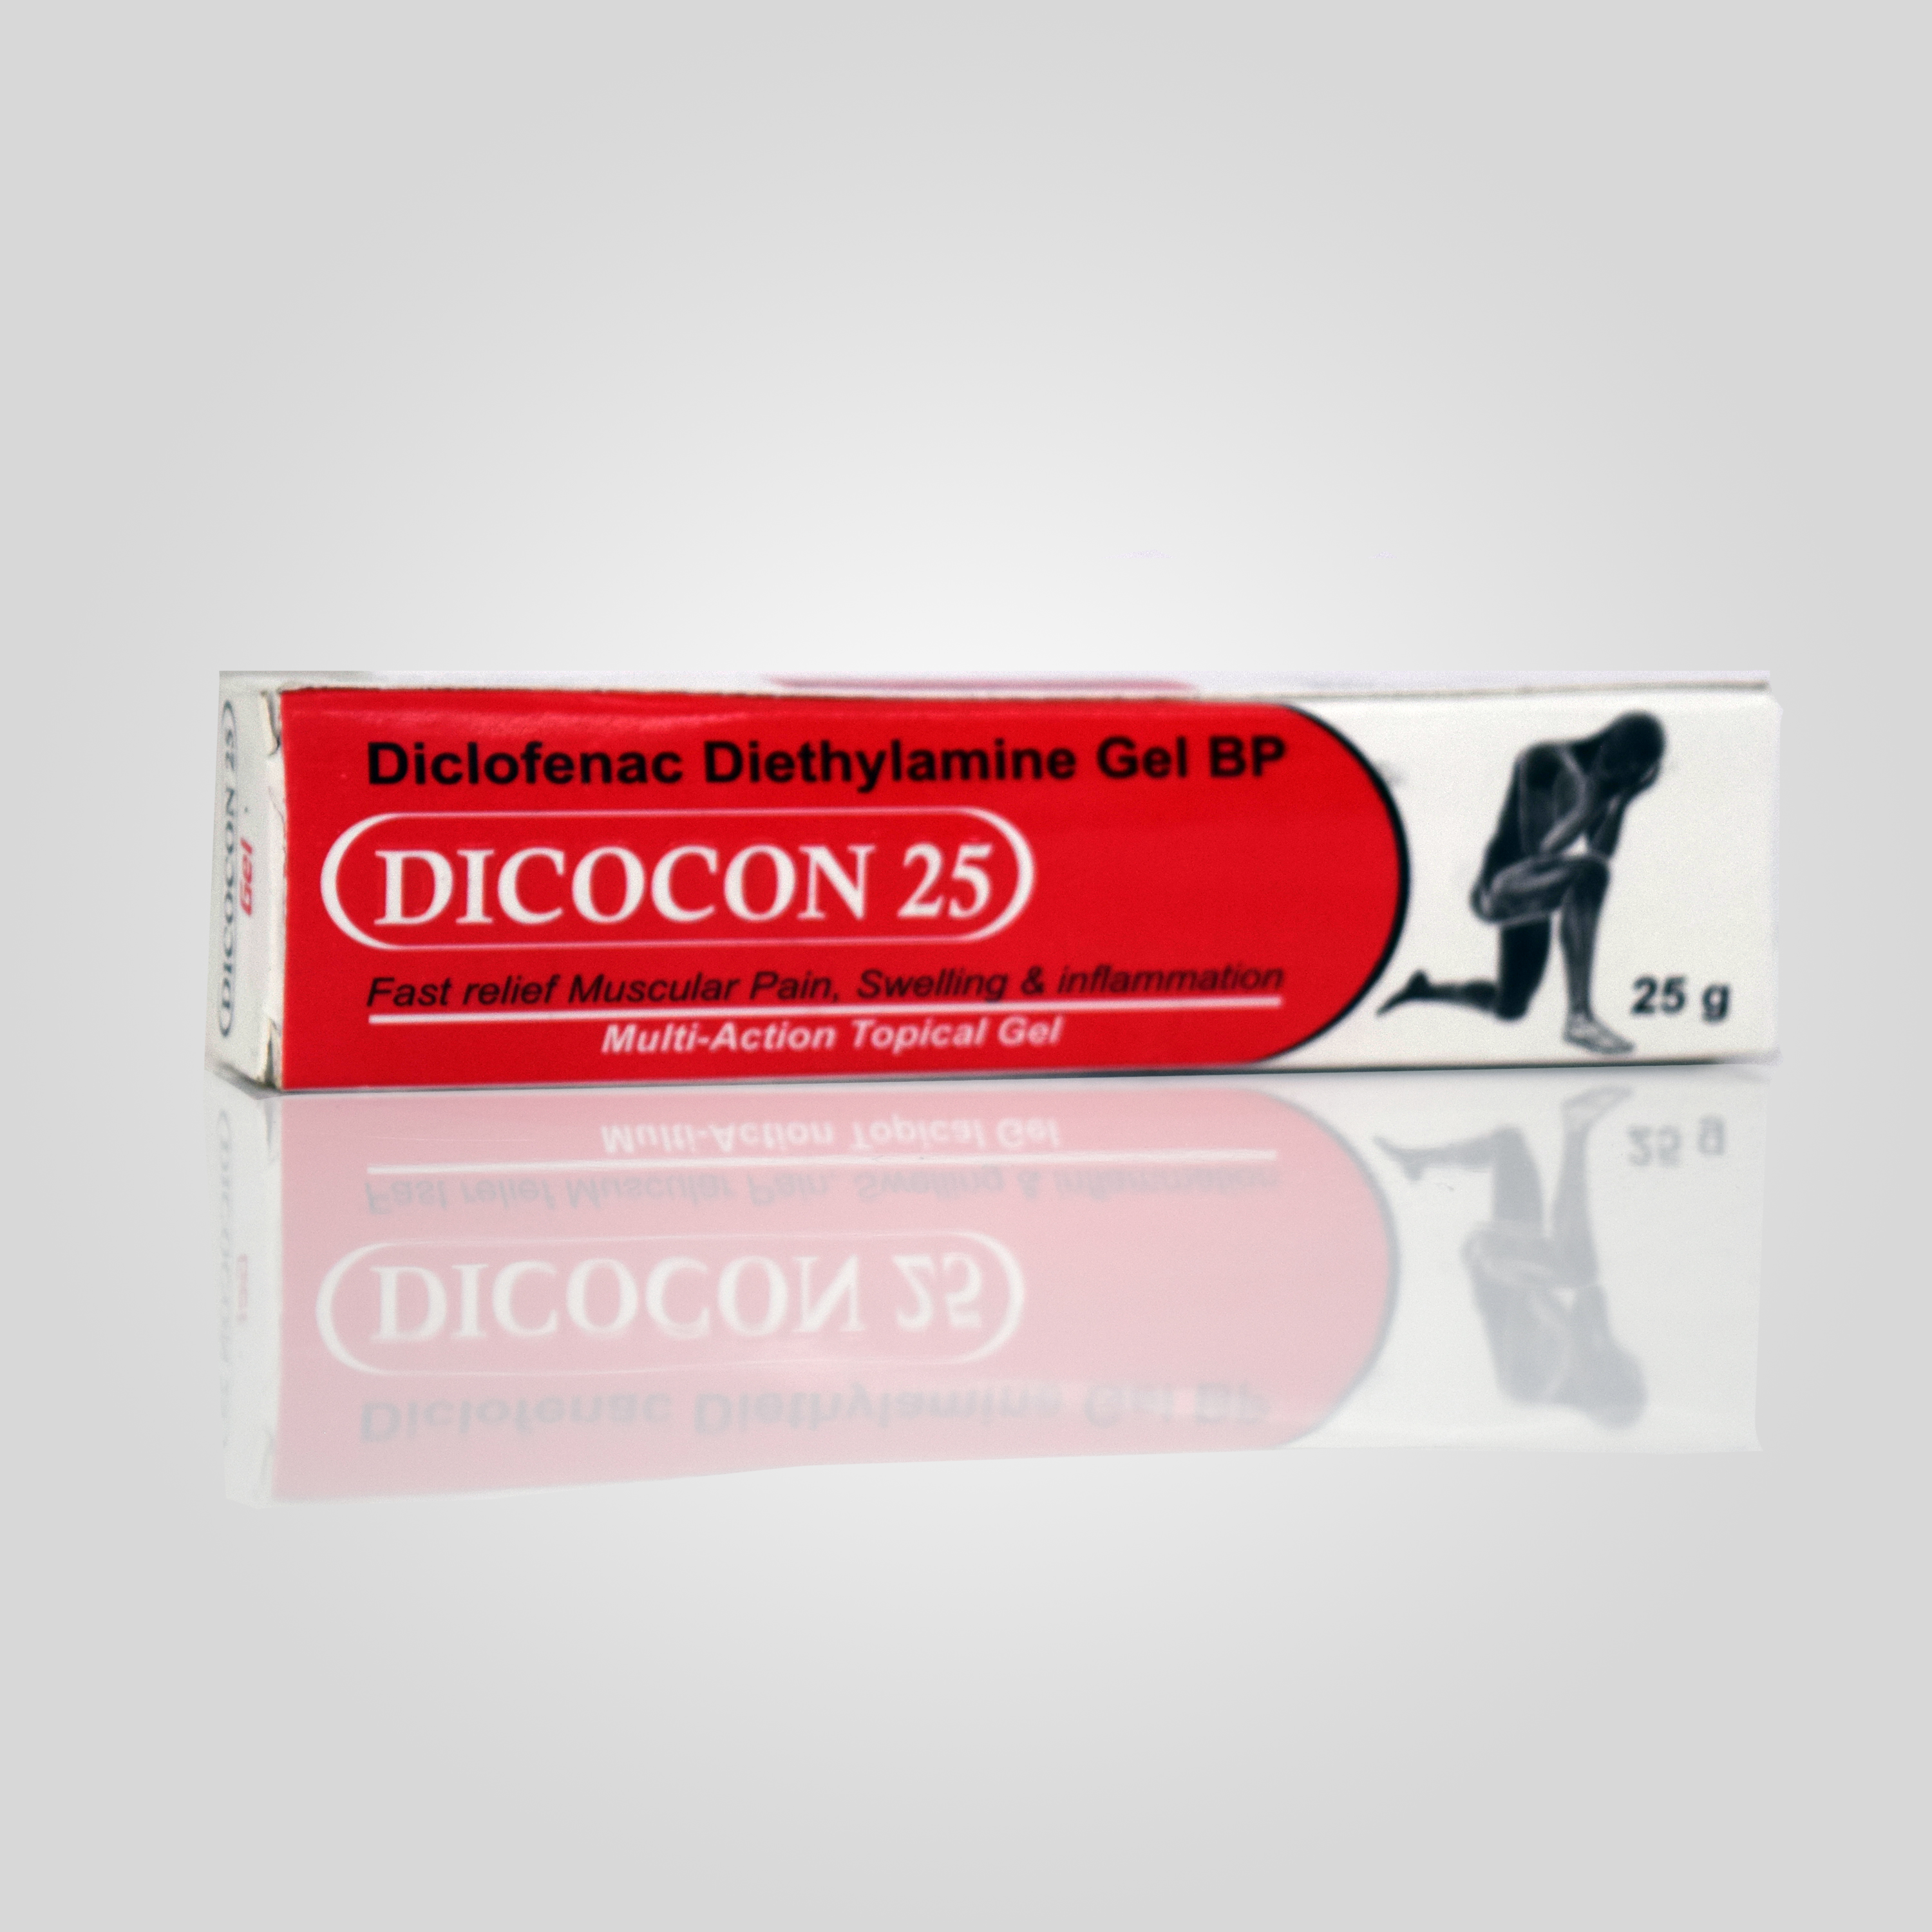 Diclofenac Diethylamine Gel BP
DICOCON 25
Fast relief Muscular Pain, Swelling & inflammation
Multi-Action Topical Gel
25 g
DICOCON 25
Gel